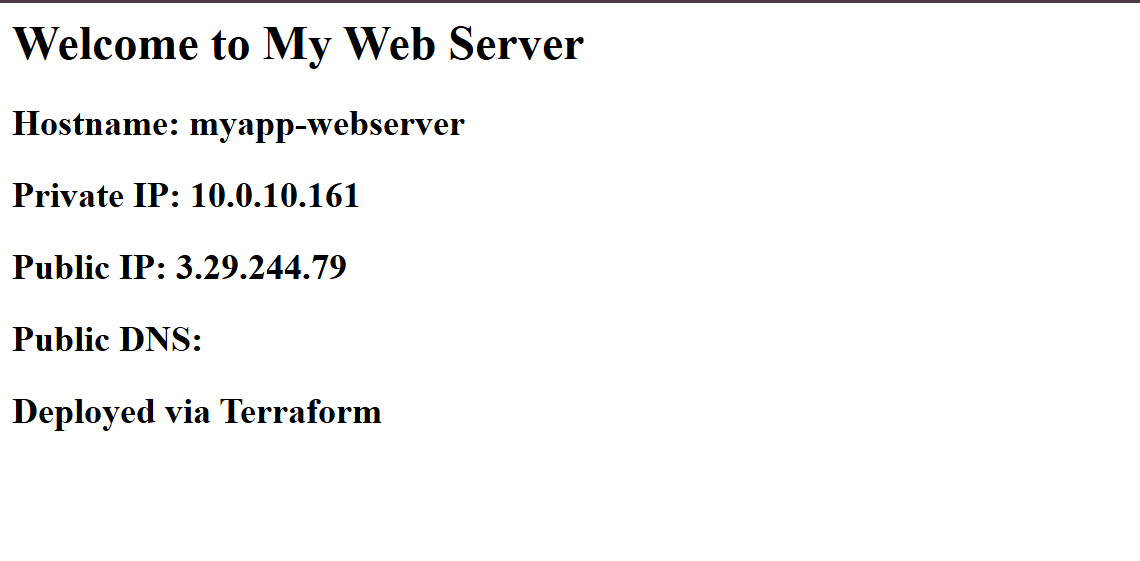 Welcome to My Web Server
Hostname: myapp-webserver
Private IP: 10.0.10.161
Public IP: 3.29.244.79
Public DNS:
Deployed via Terraform